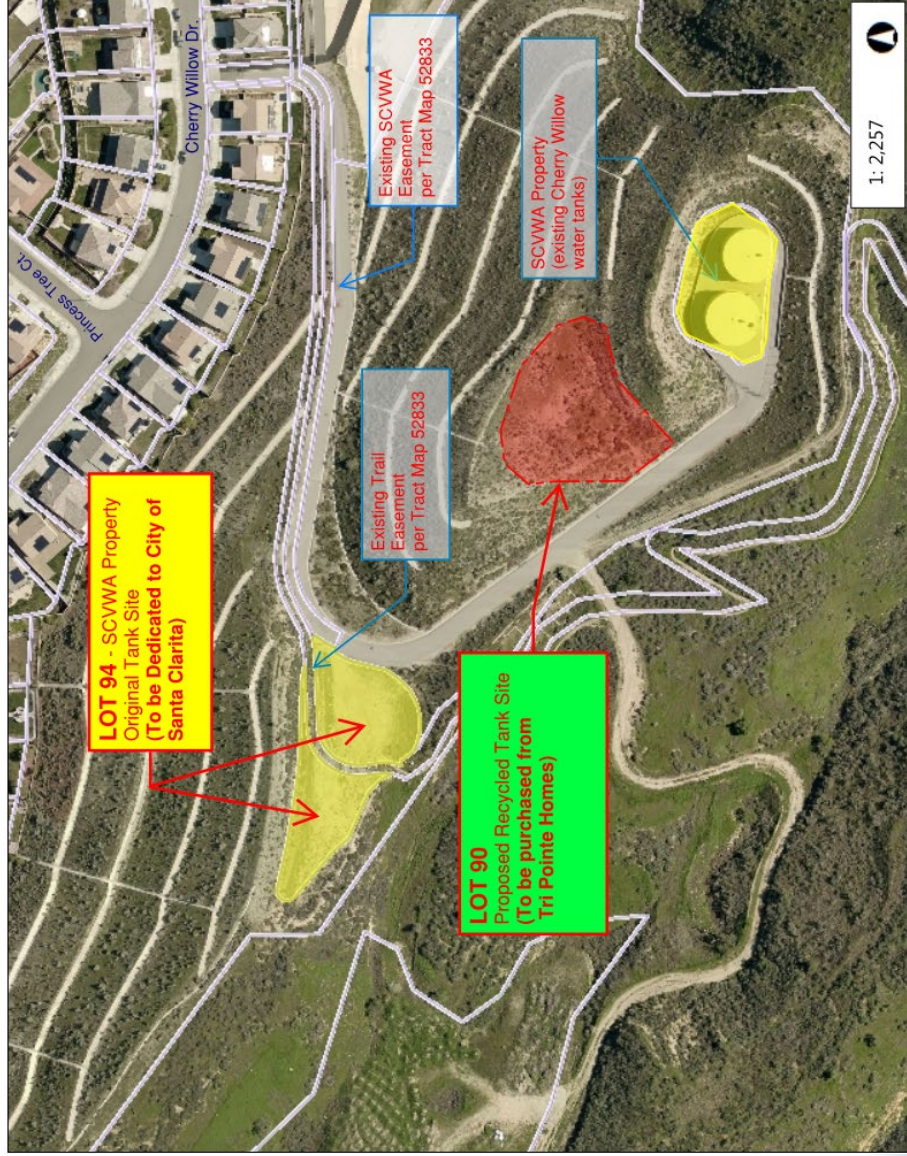 Cherry Willow Dr.
Princess Tree Ct.
Existing SCVWA
Easement
per Tract Map 52833
SCVWA Property
(existing Cherry Willow
water tanks)
1: 2,257
Existing Trail
Easement
per Tract Map 52833
LOT 94 - SCVWA Property
Original Tank Site
(To be Dedicated to City of
Santa Clarita)
LOT 90
Proposed Recycled Tank Site
(To be purchased from
Tri Pointe Homes)